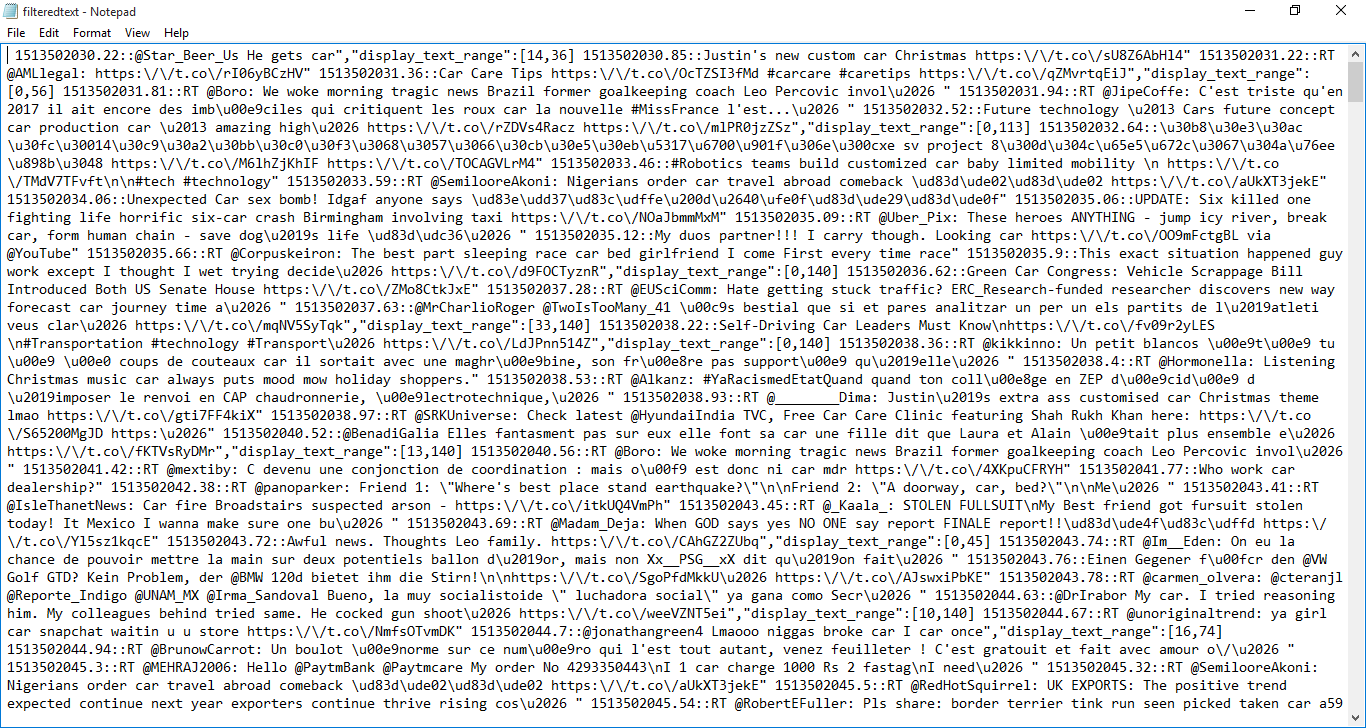 filteredtext - Notepad
File Edit Format View Help
1513502030.22::@Star_Beer_Us He gets car","display_text_range":[14,36] 1513502030.85::Justin's new custom car Christmas https:\/\/t.co\/sU8Z6AbHl4" 1513502031.22::RT
@AMLlegal: https:\/\/t.co\/rI06yBCzHV" 1513502031.36::Car Care Tips https:\/\/t.co\/OcTZSI3fMd #carcare #caretips https:\/\/t.co\/qZMvrtqEiJ","display_text_range":
[0,56] 1513502031.81::RT @Boro: We woke morning tragic news Brazil former goalkeeping coach Leo Percovic invol\u2026 " 1513502031.94::RT @JipeCoffe: C'est triste qu'en
2017 il ait encore des imb\u00e9ciles qui critiquent les roux car la nouvelle #MissFrance l'est...\u2026 " 1513502032.52::Future technology \u2013 Cars future concept
car production car \u2013 amazing high\u2026 https:\/\/t.co\/rZDVs4Racz https:\/\/t.co\/mlPR0jzZSz","display_text_range":[0,113] 1513502032.64::\u30b8\u30e3\u30ac
\u30fc\u30014\u30c9\u30a2\u30bb\u30c0\u30f3\u3068\u3057\u3066\u30cb\u30e5\u30eb\u5317\u6700\u901f\u306e\u300cxe sv project 8\u300d\u304c\u65e5\u672c\u3067\u304a\u76ee
\u898b\u3048 https:\/\/t.co\/M6lhZjKhIF https:\/\/t.co\/TOCAGVLrM4" 1513502033.46::#Robotics teams build customized car baby limited mobility \n https:\/\/t.co
\/TMdV7TFvft\n\n#tech #technology" 1513502033.59::RT @SemilooreAkoni: Nigerians order car travel abroad comeback \ud83d\ude02\ud83d\ude02 https:\/\/t.co\/aUkXT3jekE"
1513502034.06::Unexpected Car sex bomb! Idgaf anyone says \ud83e\udd37\ud83c\udffe\u200d\u2640\ufe0f\ud83d\ude29\ud83d\ude0f" 1513502035.06::UPDATE: Six killed one
fighting life horrific six-car crash Birmingham involving taxi https:\/\/t.co\/NOaJbmmMxM" 1513502035.09::RT @Uber_Pix: These heroes ANYTHING - jump icy river, break
car, form human chain - save dog\u2019s life \ud83d\udc36\u2026 " 1513502035.12::My duos partner!!! I carry though. Looking car https:\/\/t.co\/OO9mFctgBL via
@YouTube" 1513502035.66::RT @Corpuskeiron: The best part sleeping race car bed girlfriend I come First every time race" 1513502035.9::This exact situation happened guy
work except I thought I wet trying decide\u2026 https:\/\/t.co\/d9FOCTyznR","display_text_range":[0,140] 1513502036.62::Green Car Congress: Vehicle Scrappage Bill
Introduced Both US Senate House https:\/\/t.co\/ZMo8CtkJxE" 1513502037.28::RT @EUSciComm: Hate getting stuck traffic? ERC_Research-funded researcher discovers new way
forecast car journey time a\u2026 " 1513502037.63::@MrCharlioRoger @TwoIsTooMany_41 \u00c9s bestial que si et pares analitzar un per un els partits de l\u2019atleti
veus clar\u2026 https:\/\/t.co\/mqNV5SyTqk","display_text_range":[33,140] 1513502038.22::Self-Driving Car Leaders Must Know\nhttps:\/\/t.co\/fv09r2yLES
\n#Transportation #technology #Transport\u2026 https:\/\/t.co\/LdJPnn514Z","display_text_range":[0,140] 1513502038.36::RT @kikkinno: Un petit blancos \u00e9t\u00e9 tu
\u00e9 \u00e0 coups de couteaux car il sortait avec une maghr\u00e9bine, son fr\u00e8re pas support\u00e9 qu\u2019elle\u2026 " 1513502038.4::RT @Hormonella: Listening
Christmas music car always puts mood mow holiday shoppers." 1513502038.53::RT @Alkanz: #YaRacismedEtatQuand quand ton coll\u00e8ge en ZEP d\u00e9cid\u00e9 d
\u2019imposer le renvoi en CAP chaudronnerie, \u00e9lectrotechnique,\u2026 " 1513502038.93::RT @________Dima: Justin\u2019s extra ass customised car Christmas theme
lmao https:\/\/t.co\/gti7FF4kiX" 1513502038.97::RT @SRKUniverse: Check latest @HyundaiIndia TVC, Free Car Care Clinic featuring Shah Rukh Khan here: https:\/\/t.co
\/S65200MgJD https:\u2026" 1513502040.52::@BenadiGalia Elles fantasment pas sur eux elle font sa car une fille dit que Laura et Alain \u00e9tait plus ensemble e\u2026
https:\/\/t.co\/fKTVsRyDMr","display_text_range":[13,140] 1513502040.56::RT @Boro: We woke morning tragic news Brazil former goalkeeping coach Leo Percovic invol\u2026
" 1513502041.42::RT @mextiby: C devenu une conjonction de coordination : mais o\u00f9 est donc ni car mdr https:\/\/t.co\/4XKpuCFRYH" 1513502041.77::Who work car
dealership?" 1513502042.38::RT @panoparker: Friend 1: \"Where's best place stand earthquake?\"\n\nFriend 2: \"A doorway, car, bed?\"\n\nMe\u2026 " 1513502043.41::RT
@IsleThanetNews: Car fire Broadstairs suspected arson - https:\/\/t.co\/itkUQ4VmPh" 1513502043.45::RT @_Kaala_: STOLEN FULLSUIT\nMy Best friend got fursuit stolen
today! It Mexico I wanna make sure one bu\u2026 " 1513502043.69::RT @Madam_Deja: When GOD says yes NO ONE say report FINALE report!!\ud83d\ude4f\ud83c\udffd https:\/
\/t.co\/Yl5sz1kqcE" 1513502043.72::Awful news. Thoughts Leo family. https:\/\/t.co\/CAhGZ2ZUbq","display_text_range":[0,45] 1513502043.74::RT @Im__Eden: On eu la
chance de pouvoir mettre la main sur deux potentiels ballon d\u2019or, mais non Xx__PSG__xX dit qu\u2019on fait\u2026 " 1513502043.76::Einen Gegener f\u00fcr den @VW
Golf GTD? Kein Problem, der @BMW 120d bietet ihm die Stirn!\n\nhttps:\/\/t.co\/SgoPfdMkkU\u2026 https:\/\/t.co\/AJswxiPbKE" 1513502043.78::RT @carmen_olvera: @cteranjl
@Reporte_Indigo @UNAM_MX @Irma_Sandoval Bueno, la muy socialistoide \" luchadora social\" ya gana como Secr\u2026 " 1513502044.63::@DrIrabor My car. I tried reasoning
him. My colleagues behind tried same. He cocked gun shoot\u2026 https:\/\/t.co\/weeVZNT5ei","display_text_range":[10,140] 1513502044.67::RT @unoriginaltrend: ya girl
car snapchat waitin u u store https:\/\/t.co\/NmfsOTvmDK" 1513502044.7::@jonathangreen4 Lmaooo niggas broke car I car once","display_text_range":[16,74]
1513502044.94::RT @BrunowCarrot: Un boulot \u00e9norme sur ce num\u00e9ro qui l'est tout autant, venez feuilleter ! C'est gratouit et fait avec amour o\/\u2026 "
1513502045.3::RT @MEHRAJ2006: Hello @PaytmBank @Paytmcare My order No 4293350443\nI 1 car charge 1000 Rs 2 fastag\nI need\u2026 " 1513502045.32::RT @SemilooreAkoni:
Nigerians order car travel abroad comeback \ud83d\ude02\ud83d\ude02 https:\/\/t.co\/aUkXT3jekE" 1513502045.5::RT @RedHotSquirrel: UK EXPORTS: The positive trend
expected continue next year exporters continue thrive rising cos\u2026 " 1513502045.54::RT @RobertEFuller: Pls share: border terrier tink run seen picked taken car a59